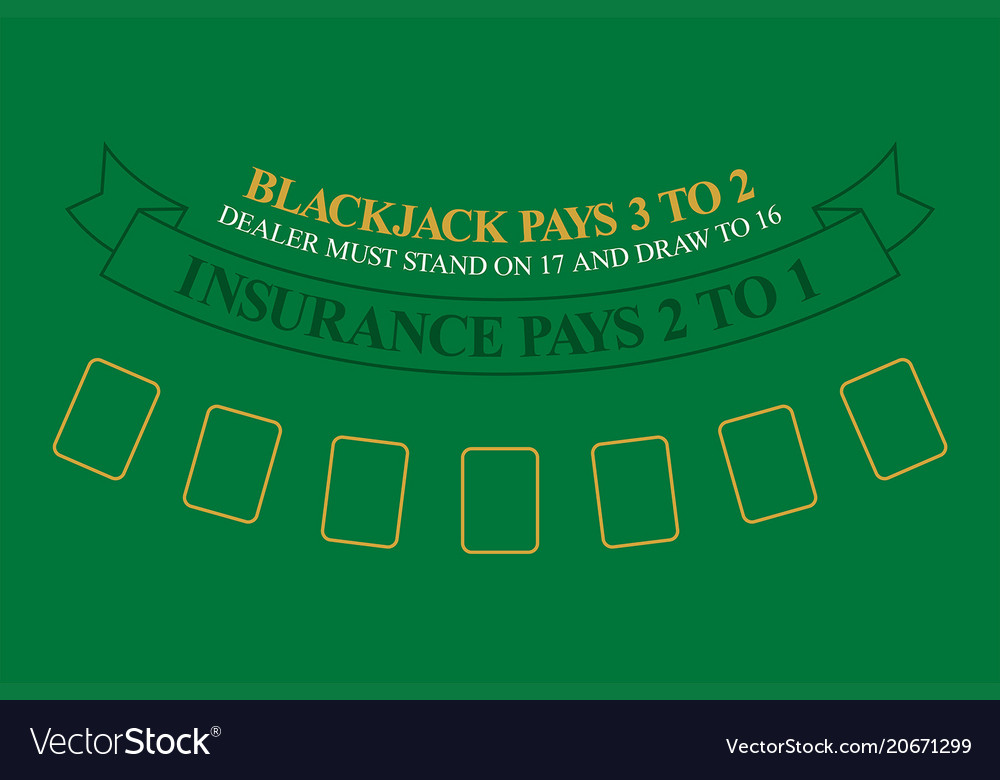 BLACKJACK PAYS 3 TO 2
DEALER MUST STAND ON 17 AND DRAW TO 16
INSURANCE PAYS 2 TO 1
VectorStock®
VectorStock.com/20671299